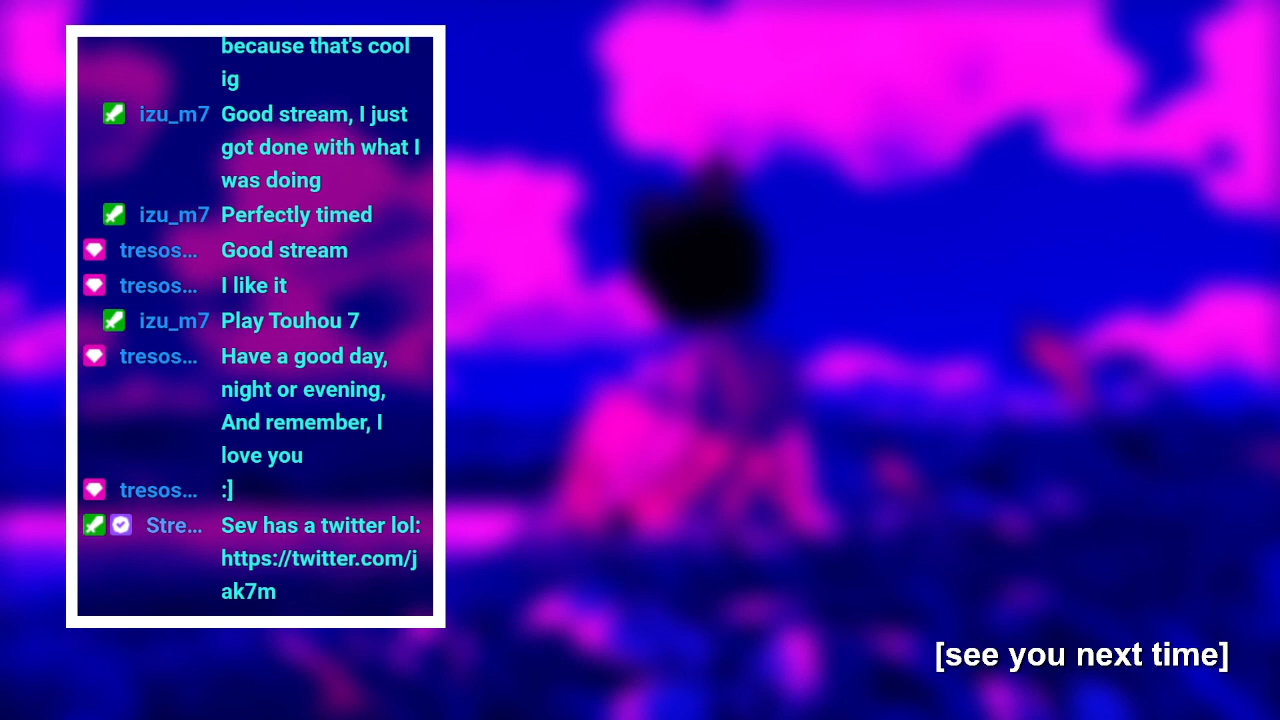 because that's cool
ig
izu_m7 Good stream, I just
got done with what I
was doing
izu_m7 Perfectly timed
tresos... Good stream
tresos... I like it
izu_m7 Play Touhou 7
tresos... Have a good day,
night or evening,
And remember, I
love you
tresos... :]
Stre... Sev has a twitter lol:
https://twitter.com/j
ak7m
[see you next time]